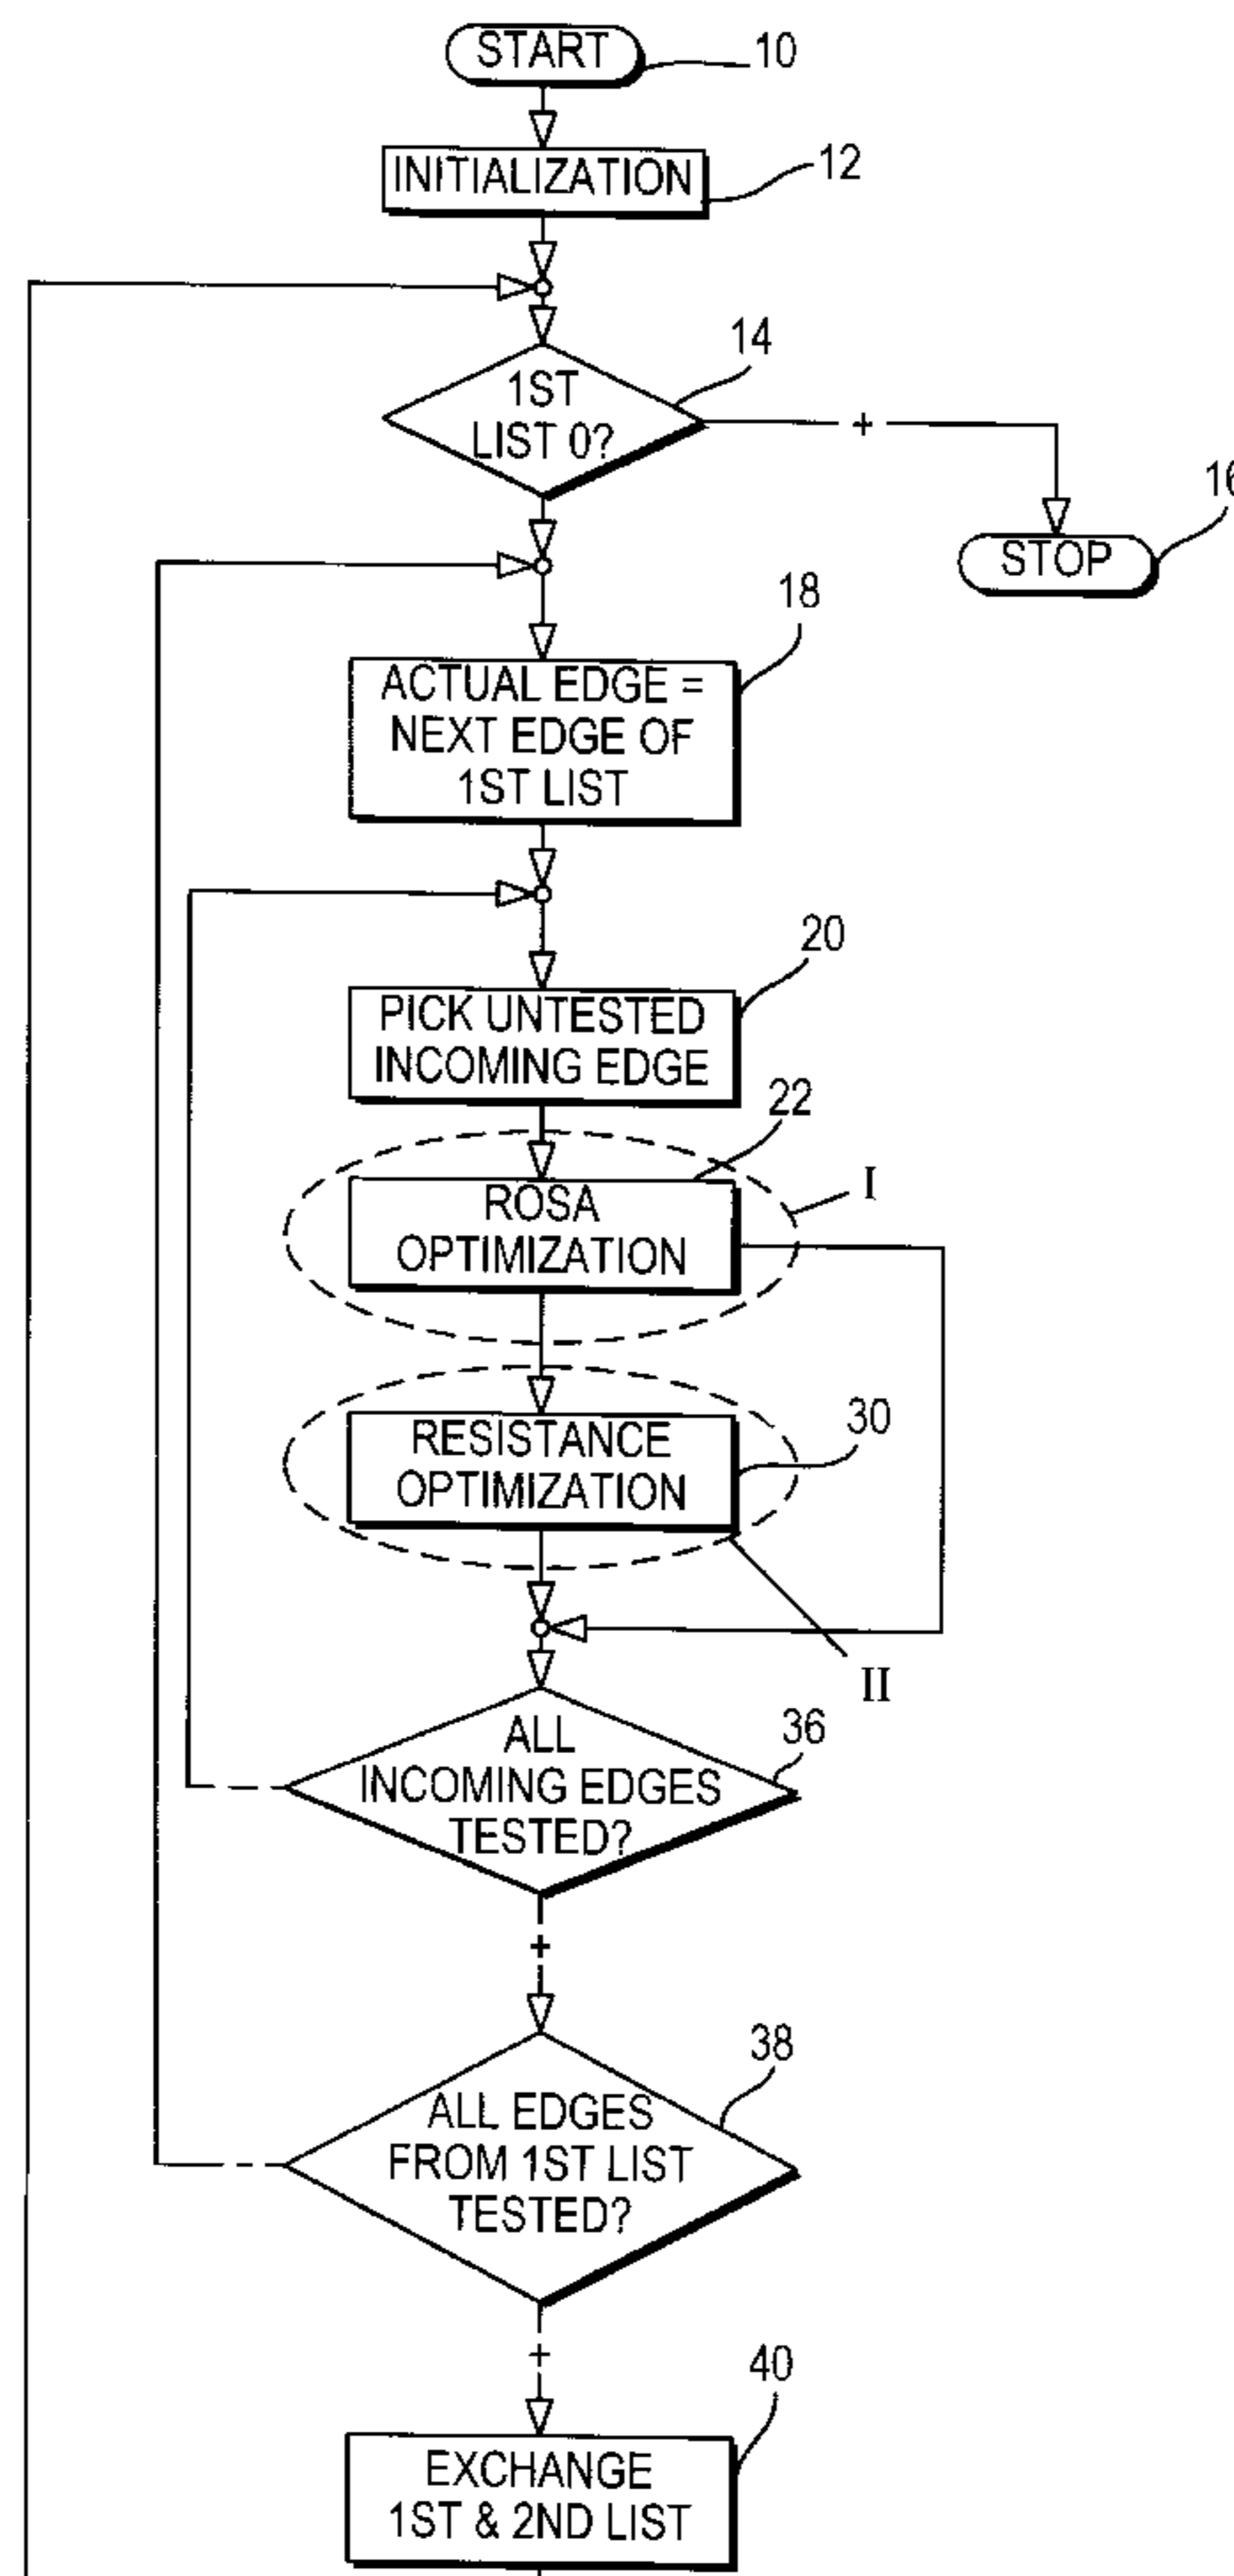 START
10
INITIALIZATION
12
1ST
LIST 0?
14
+
STOP
16
ACTUAL EDGE =
NEXT EDGE OF
1ST LIST
18
PICK UNTESTED
INCOMING EDGE
20
22
ROSA
OPTIMIZATION
I
RESISTANCE
OPTIMIZATION
30
II
ALL
INCOMING EDGES
TESTED?
36
+
ALL EDGES
FROM 1ST LIST
TESTED?
38
+
EXCHANGE
1ST & 2ND LIST
40